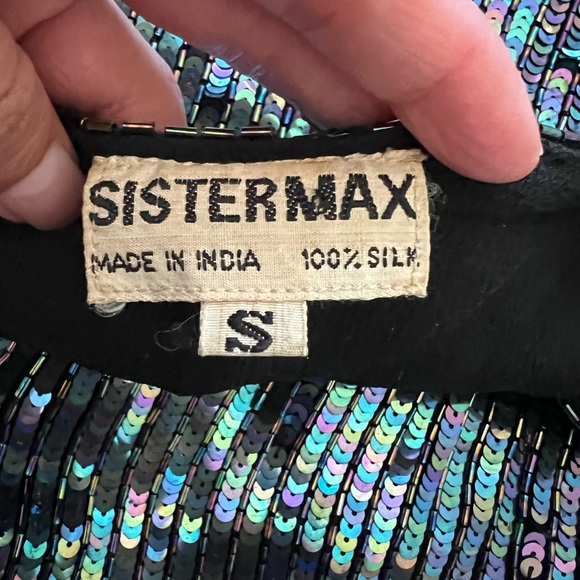 SISTERMAX
MADE IN INDIA 100% SILK
S